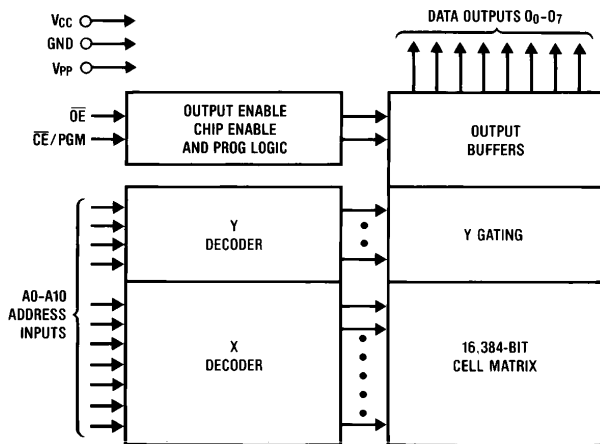 VCC
GND
VPP
DATA OUTPUTS O0–O7
OE
CE/PGM
OUTPUT ENABLE
CHIP ENABLE
AND PROG LOGIC
OUTPUT
BUFFERS
Y
DECODER
Y GATING
A0–A10
ADDRESS
INPUTS
X
DECODER
16,384-BIT
CELL MATRIX